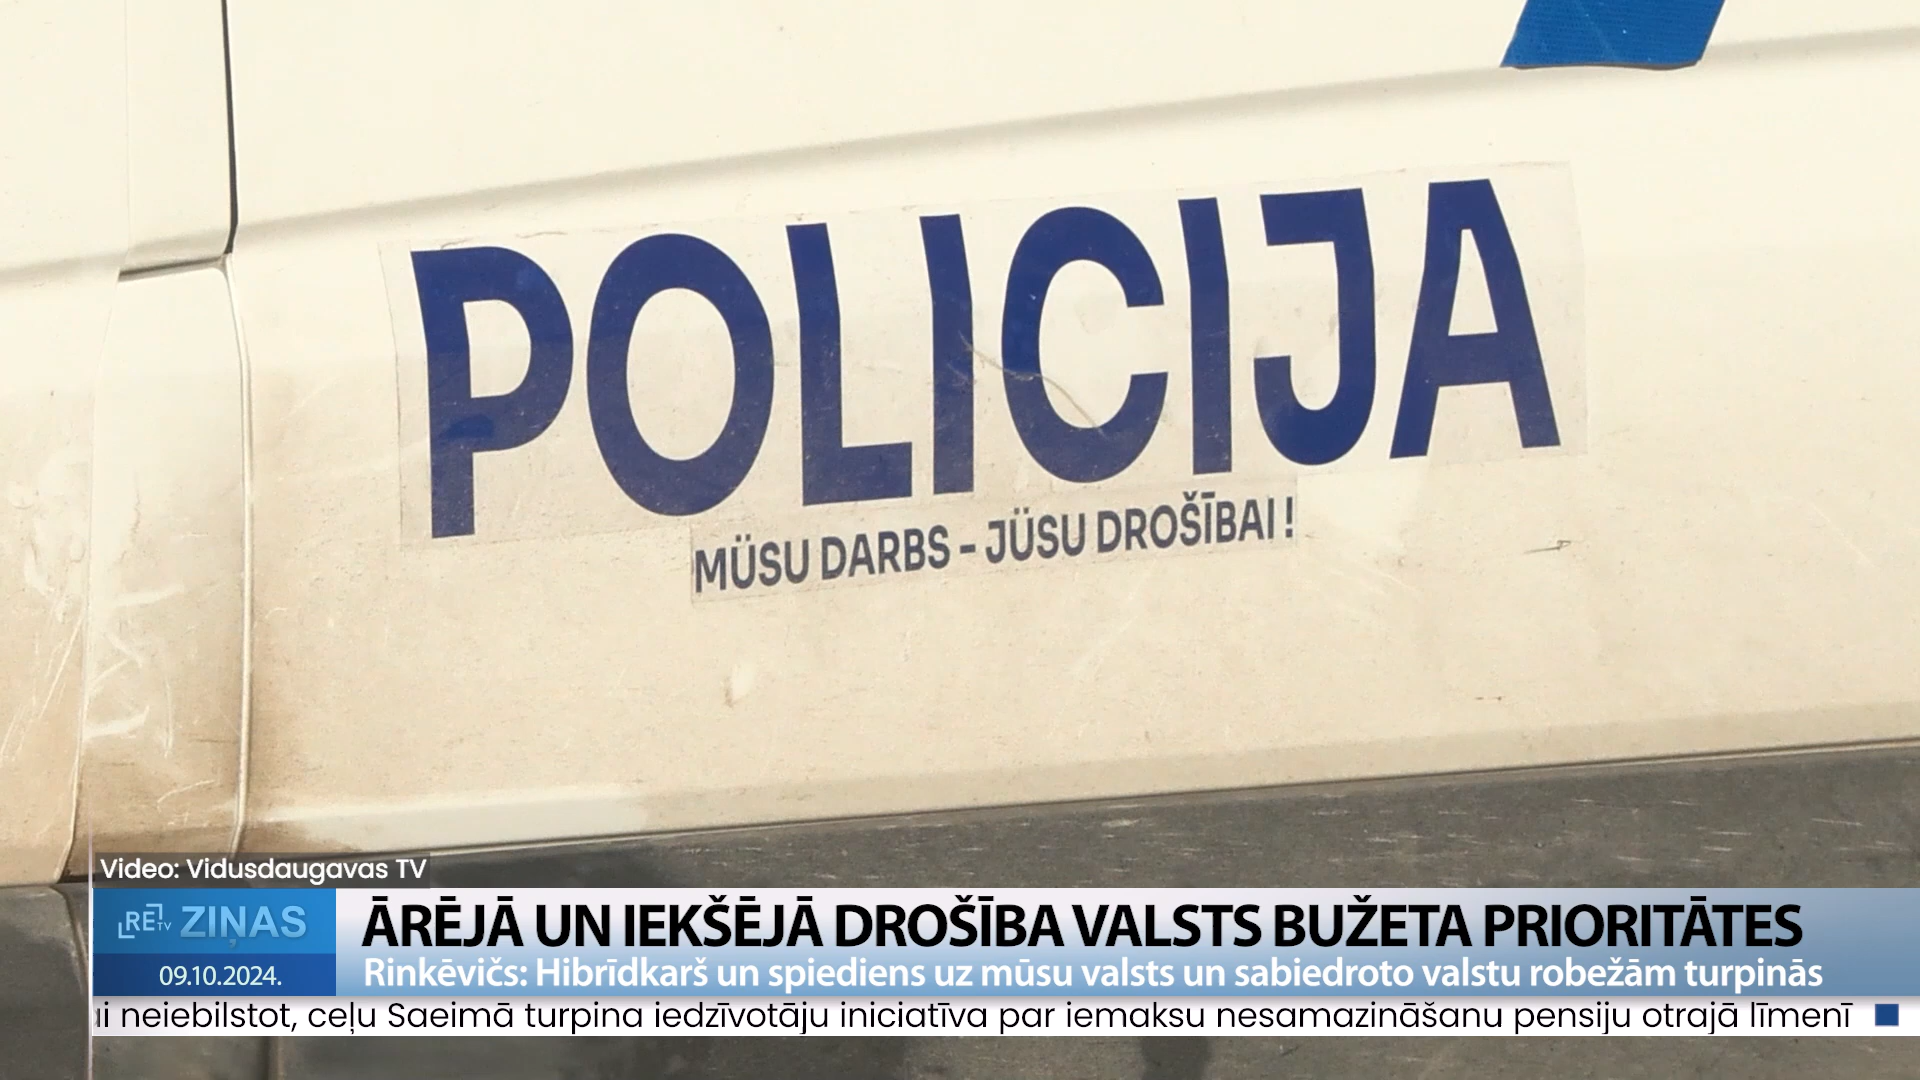 POLICIJA
MŪSU DARBS - JŪSU DROŠĪBAI !
Video: Vidusdaugavas TV
RE TV ZIŅAS
ĀRĒJĀ UN IEKŠĒJĀ DROŠĪBA VALSTS BUŽETA PRIORITĀTES
09.10.2024.
Rinkēvičs: Hibrīdkarš un spiediens uz mūsu valsts un sabiedroto valstu robežām turpinās
neiebilstot, ceļu Saeimā turpina iedzīvotāju iniciatīva par iemaksu nesamazināšanu pensiju otrajā līmenī